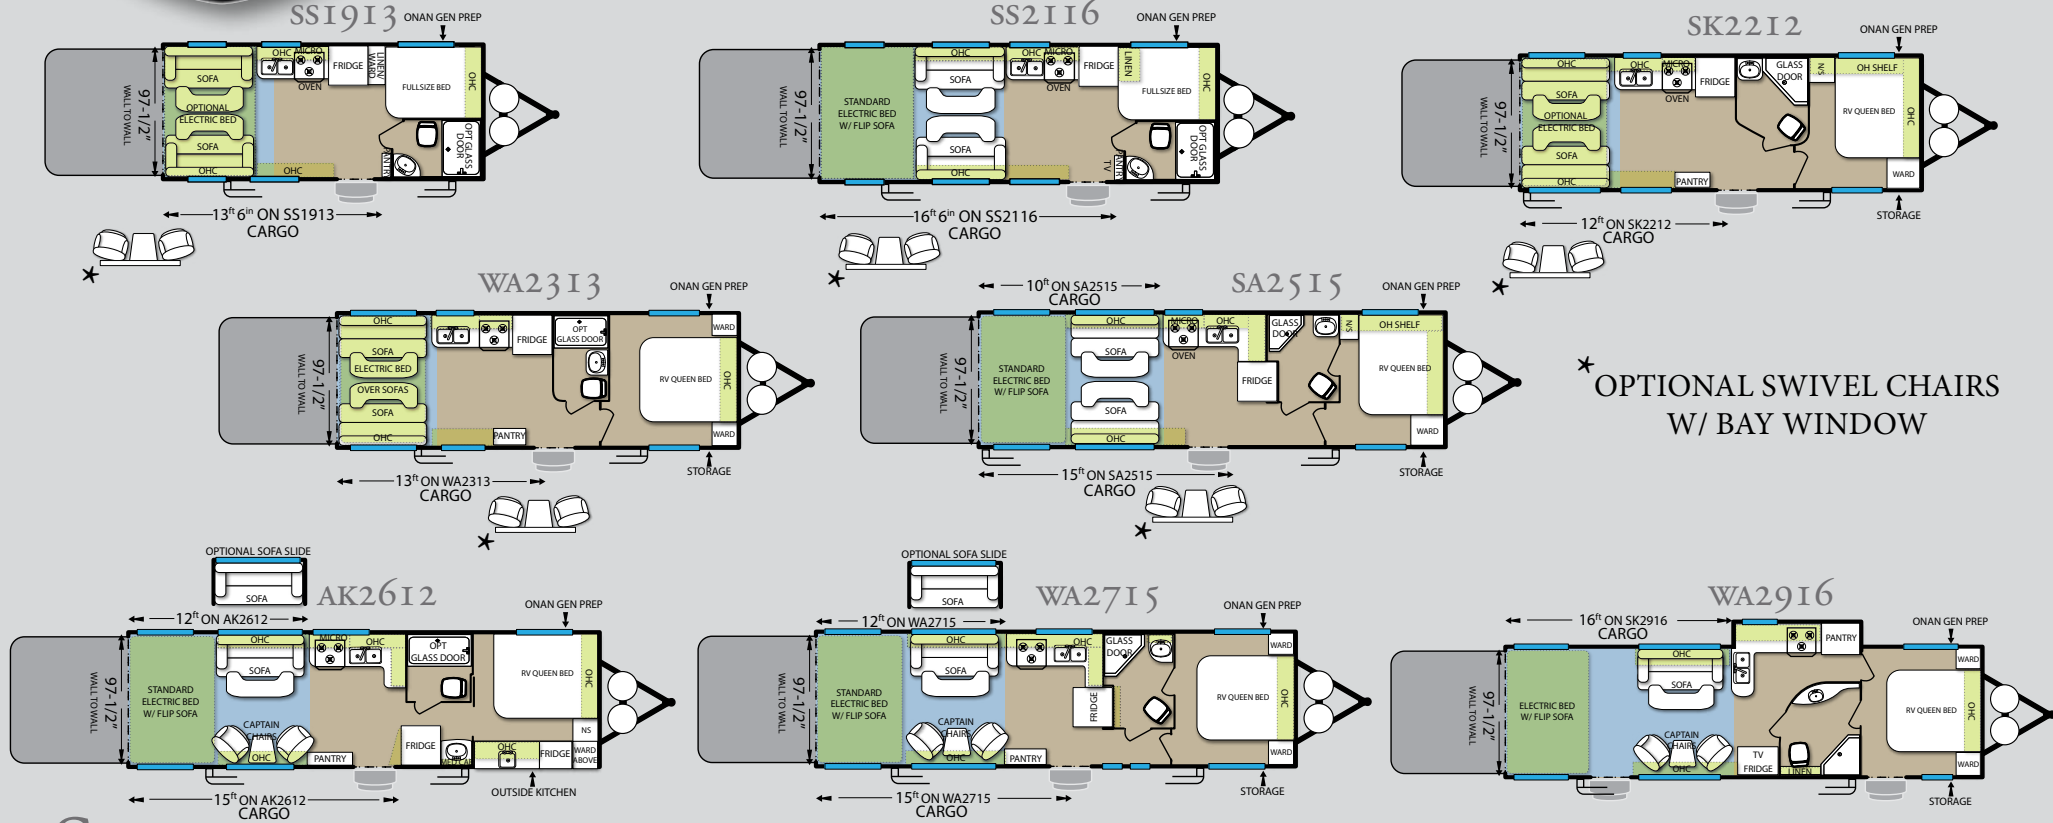 SS1913
ONAN GEN PREP
97-1/2"
WALL TO WALL
SOFA
OPTIONAL
ELECTRIC BED
SOFA
OHC
OHC
MICRO
OVEN
FRIDGE
LINEN/
WARD
FULLSIZE BED
OHC
OHC
PANTRY
OPT GLASS
DOOR
13ft 6in ON SS1913
CARGO
SS2116
ONAN GEN PREP
97-1/2"
WALL TO WALL
STANDARD
ELECTRIC BED
W/ FLIP SOFA
OHC
SOFA
SOFA
OHC
OHC
MICRO
OVEN
FRIDGE
LINEN
FULLSIZE BED
OHC
PANTRY
TV
OPT GLASS
DOOR
16ft 6in ON SS2116
CARGO
SK2212
ONAN GEN PREP
97-1/2"
WALL TO WALL
OHC
SOFA
OPTIONAL
ELECTRIC BED
SOFA
OHC
OHC
MICRO
OVEN
FRIDGE
GLASS
DOOR
N/S
OH SHELF
RV QUEEN BED
OHC
PANTRY
WARD
STORAGE
12ft ON SK2212
CARGO
WA2313
ONAN GEN PREP
97-1/2"
WALL TO WALL
OHC
SOFA
ELECTRIC BED
OVER SOFAS
SOFA
OHC
FRIDGE
OPT
GLASS DOOR
WARD
RV QUEEN BED
OHC
PANTRY
WARD
STORAGE
13ft ON WA2313
CARGO
SA2515
10ft ON SA2515
CARGO
ONAN GEN PREP
97-1/2"
WALL TO WALL
STANDARD
ELECTRIC BED
W/ FLIP SOFA
OHC
SOFA
SOFA
OHC
MICRO
OHC
OVEN
FRIDGE
GLASS
DOOR
N/S
OH SHELF
RV QUEEN BED
OHC
WARD
STORAGE
15ft ON SA2515
CARGO
*OPTIONAL SWIVEL CHAIRS
W/ BAY WINDOW
OPTIONAL SOFA SLIDE
SOFA
AK2612
12ft ON AK2612
ONAN GEN PREP
97-1/2"
WALL TO WALL
STANDARD
ELECTRIC BED
W/ FLIP SOFA
OHC
SOFA
CAPTAIN
CHAIRS
OHC
MICRO
OHC
OPT
GLASS DOOR
RV QUEEN BED
OHC
PANTRY
FRIDGE
OHC
FRIDGE
NS
WARD
ABOVE
OUTSIDE KITCHEN
15ft ON AK2612
CARGO
OPTIONAL SOFA SLIDE
SOFA
WA2715
12ft ON WA2715
ONAN GEN PREP
97-1/2"
WALL TO WALL
STANDARD
ELECTRIC BED
W/ FLIP SOFA
OHC
SOFA
CAPTAIN
CHAIRS
OHC
OHC
GLASS
DOOR
FRIDGE
WARD
RV QUEEN BED
OHC
PANTRY
WARD
STORAGE
15ft ON WA2715
CARGO
WA2916
16ft ON SK2916
CARGO
ONAN GEN PREP
97-1/2"
WALL TO WALL
ELECTRIC BED
W/ FLIP SOFA
OHC
SOFA
CAPTAIN
CHAIRS
OHC
PANTRY
TV
FRIDGE
LINEN
WARD
RV QUEEN BED
OHC
WARD
STORAGE